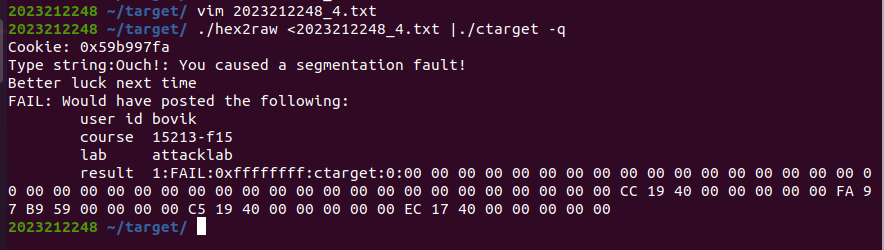 2023212248 ~/target/ vim 2023212248_4.txt
2023212248 ~/target/ ./hex2raw <2023212248_4.txt |./ctarget -q
Cookie: 0x59b997fa
Type string:Ouch!: You caused a segmentation fault!
Better luck next time
FAIL: Would have posted the following:
        user id bovik
        course  15213-f15
        lab     attacklab
        result  1:FAIL:0xffffffff:ctarget:0:00 00 00 00 00 00 00 00 00 00 00 00 00 00 00 00 0
0 00 00 00 00 00 00 00 00 00 00 00 00 00 00 00 00 00 00 00 00 00 00 00 CC 19 40 00 00 00 00 00 FA 9
7 B9 59 00 00 00 00 C5 19 40 00 00 00 00 00 EC 17 40 00 00 00 00 00
2023212248 ~/target/